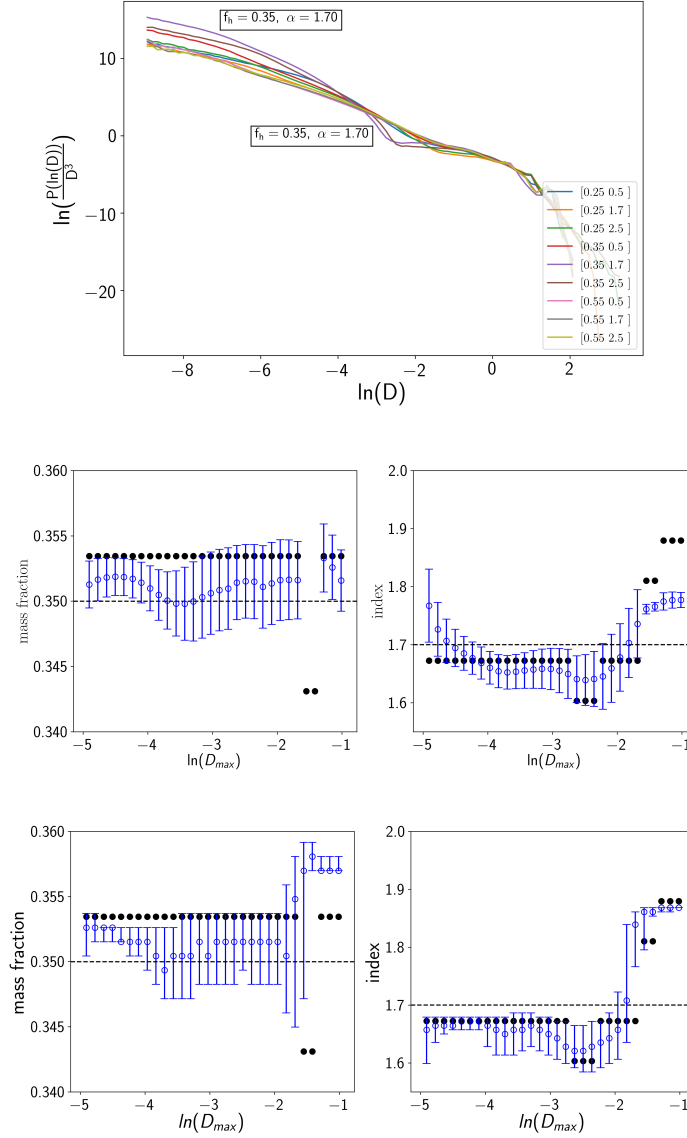 f_h = 0.35, α = 1.70
10
0
−10
−20
ln(P(ln(D))/D^3)
f_h = 0.35, α = 1.70
[0.25 0.5 ]
[0.25 1.7 ]
[0.25 2.5 ]
[0.35 0.5 ]
[0.35 1.7 ]
[0.35 2.5 ]
[0.55 0.5 ]
[0.55 1.7 ]
[0.55 2.5 ]
−8 −6 −4 −2 0 2
ln(D)
0.360
0.355
0.350
0.345
0.340
mass fraction
−5 −4 −3 −2 −1
ln(D_max)
2.0
1.9
1.8
1.7
1.6
index
−5 −4 −3 −2 −1
ln(D_max)
0.360
0.355
0.350
0.345
0.340
mass fraction
−5 −4 −3 −2 −1
ln(D_max)
2.0
1.9
1.8
1.7
1.6
index
−5 −4 −3 −2 −1
ln(D_max)